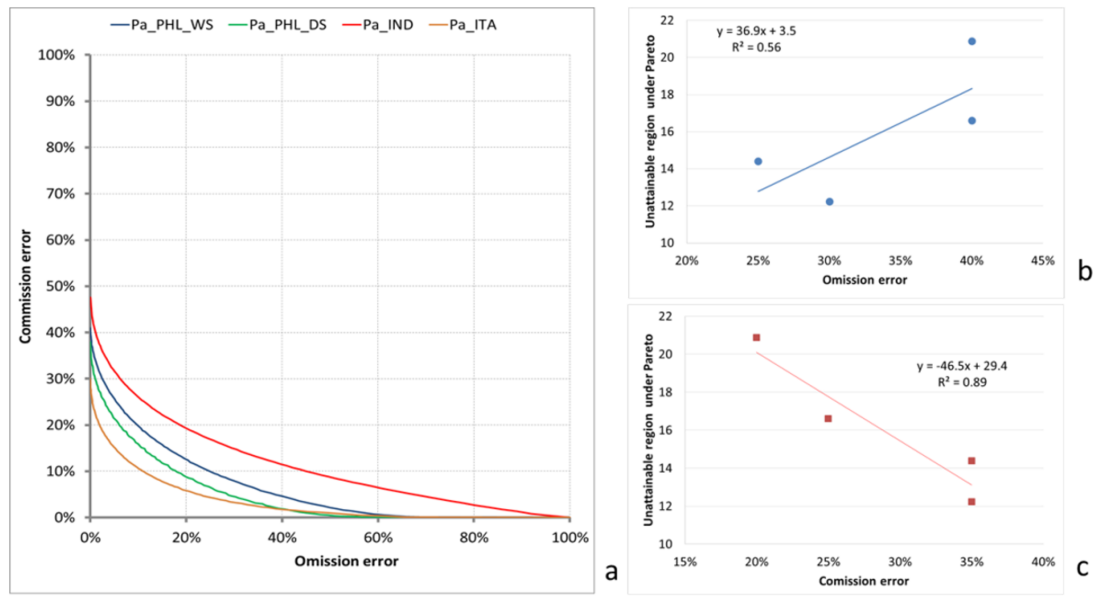 Pa_PHL_WS Pa_PHL_DS Pa_IND Pa_ITA
100%
90%
80%
70%
60%
50%
40%
30%
20%
10%
0%
Commission error
0% 20% 40% 60% 80% 100%
Omission error
a
y = 36.9x + 3.5
R² = 0.56
22
20
18
16
14
12
10
Unattainable region under Pareto
20% 25% 30% 35% 40% 45%
Omission error
b
22
20
18
16
14
12
10
Unattainable region under Pareto
y = -46.5x + 29.4
R² = 0.89
15% 20% 25% 30% 35% 40%
Comission error
c